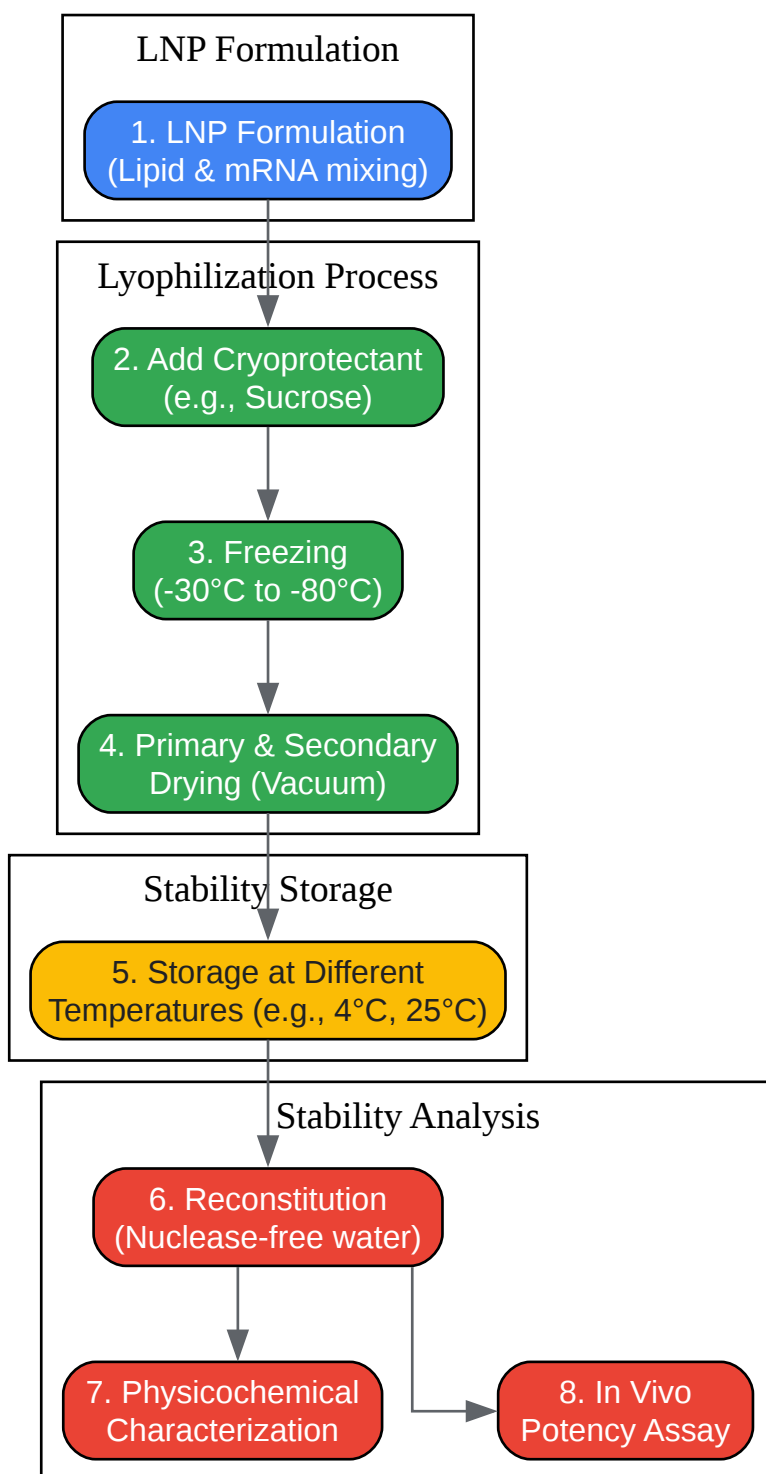 LNP Formulation
1. LNP Formulation
(Lipid & mRNA mixing)
Lyophilization Process
2. Add Cryoprotectant
(e.g., Sucrose)
3. Freezing
(-30°C to -80°C)
4. Primary & Secondary
Drying (Vacuum)
Stability Storage
5. Storage at Different
Temperatures (e.g., 4°C, 25°C)
Stability Analysis
6. Reconstitution
(Nuclease-free water)
7. Physicochemical
Characterization
8. In Vivo
Potency Assay